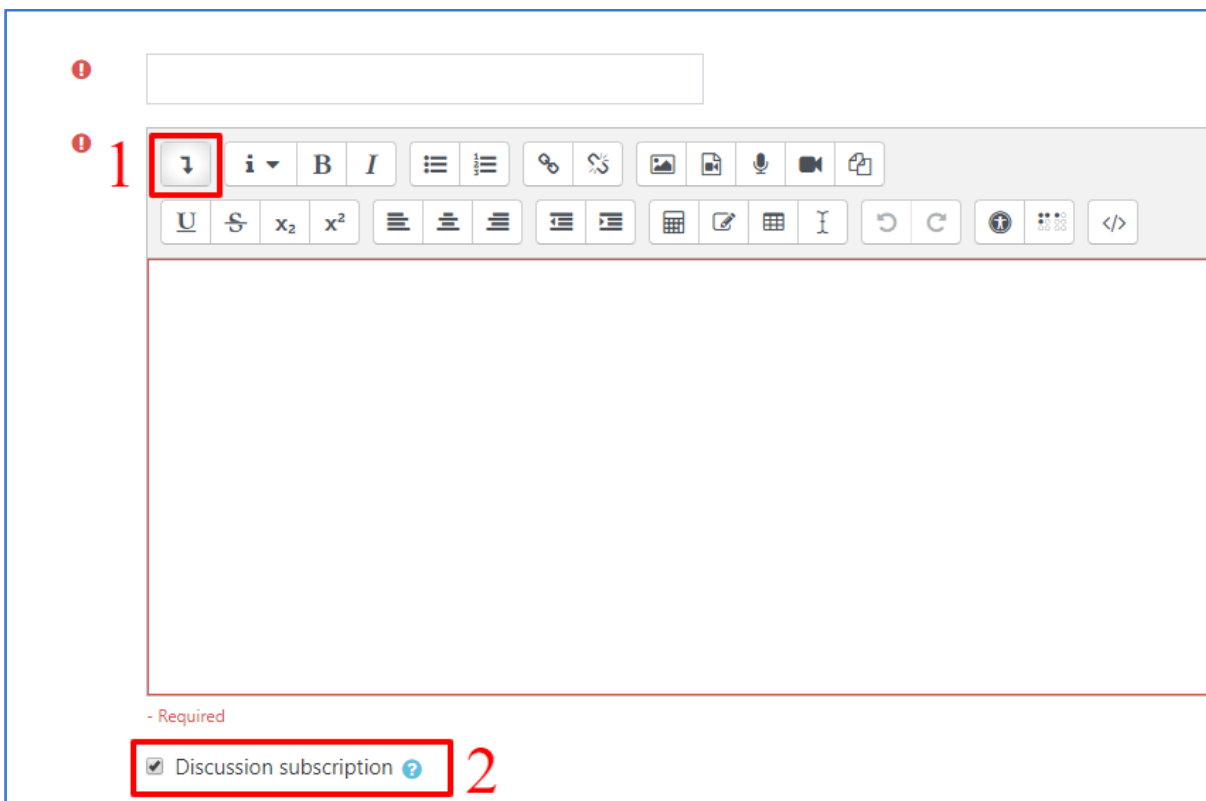 1
i B I
U S x₂ x² </>
- Required
Discussion subscription ?
2